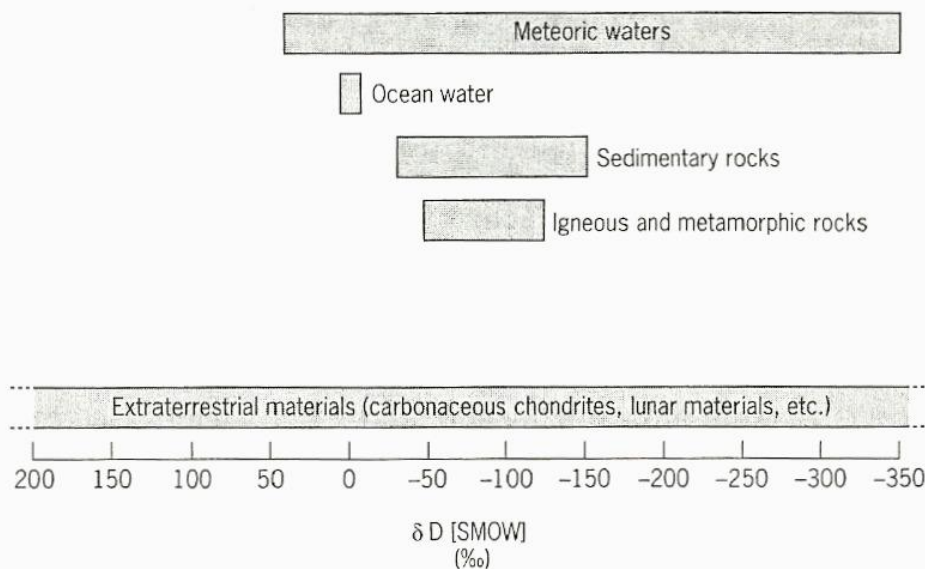 Meteoric waters
Ocean water
Sedimentary rocks
Igneous and metamorphic rocks
Extraterrestrial materials (carbonaceous chondrites, lunar materials, etc.)
200 150 100 50 0 −50 −100 −150 −200 −250 −300 −350
δ D [SMOW]
(‰)